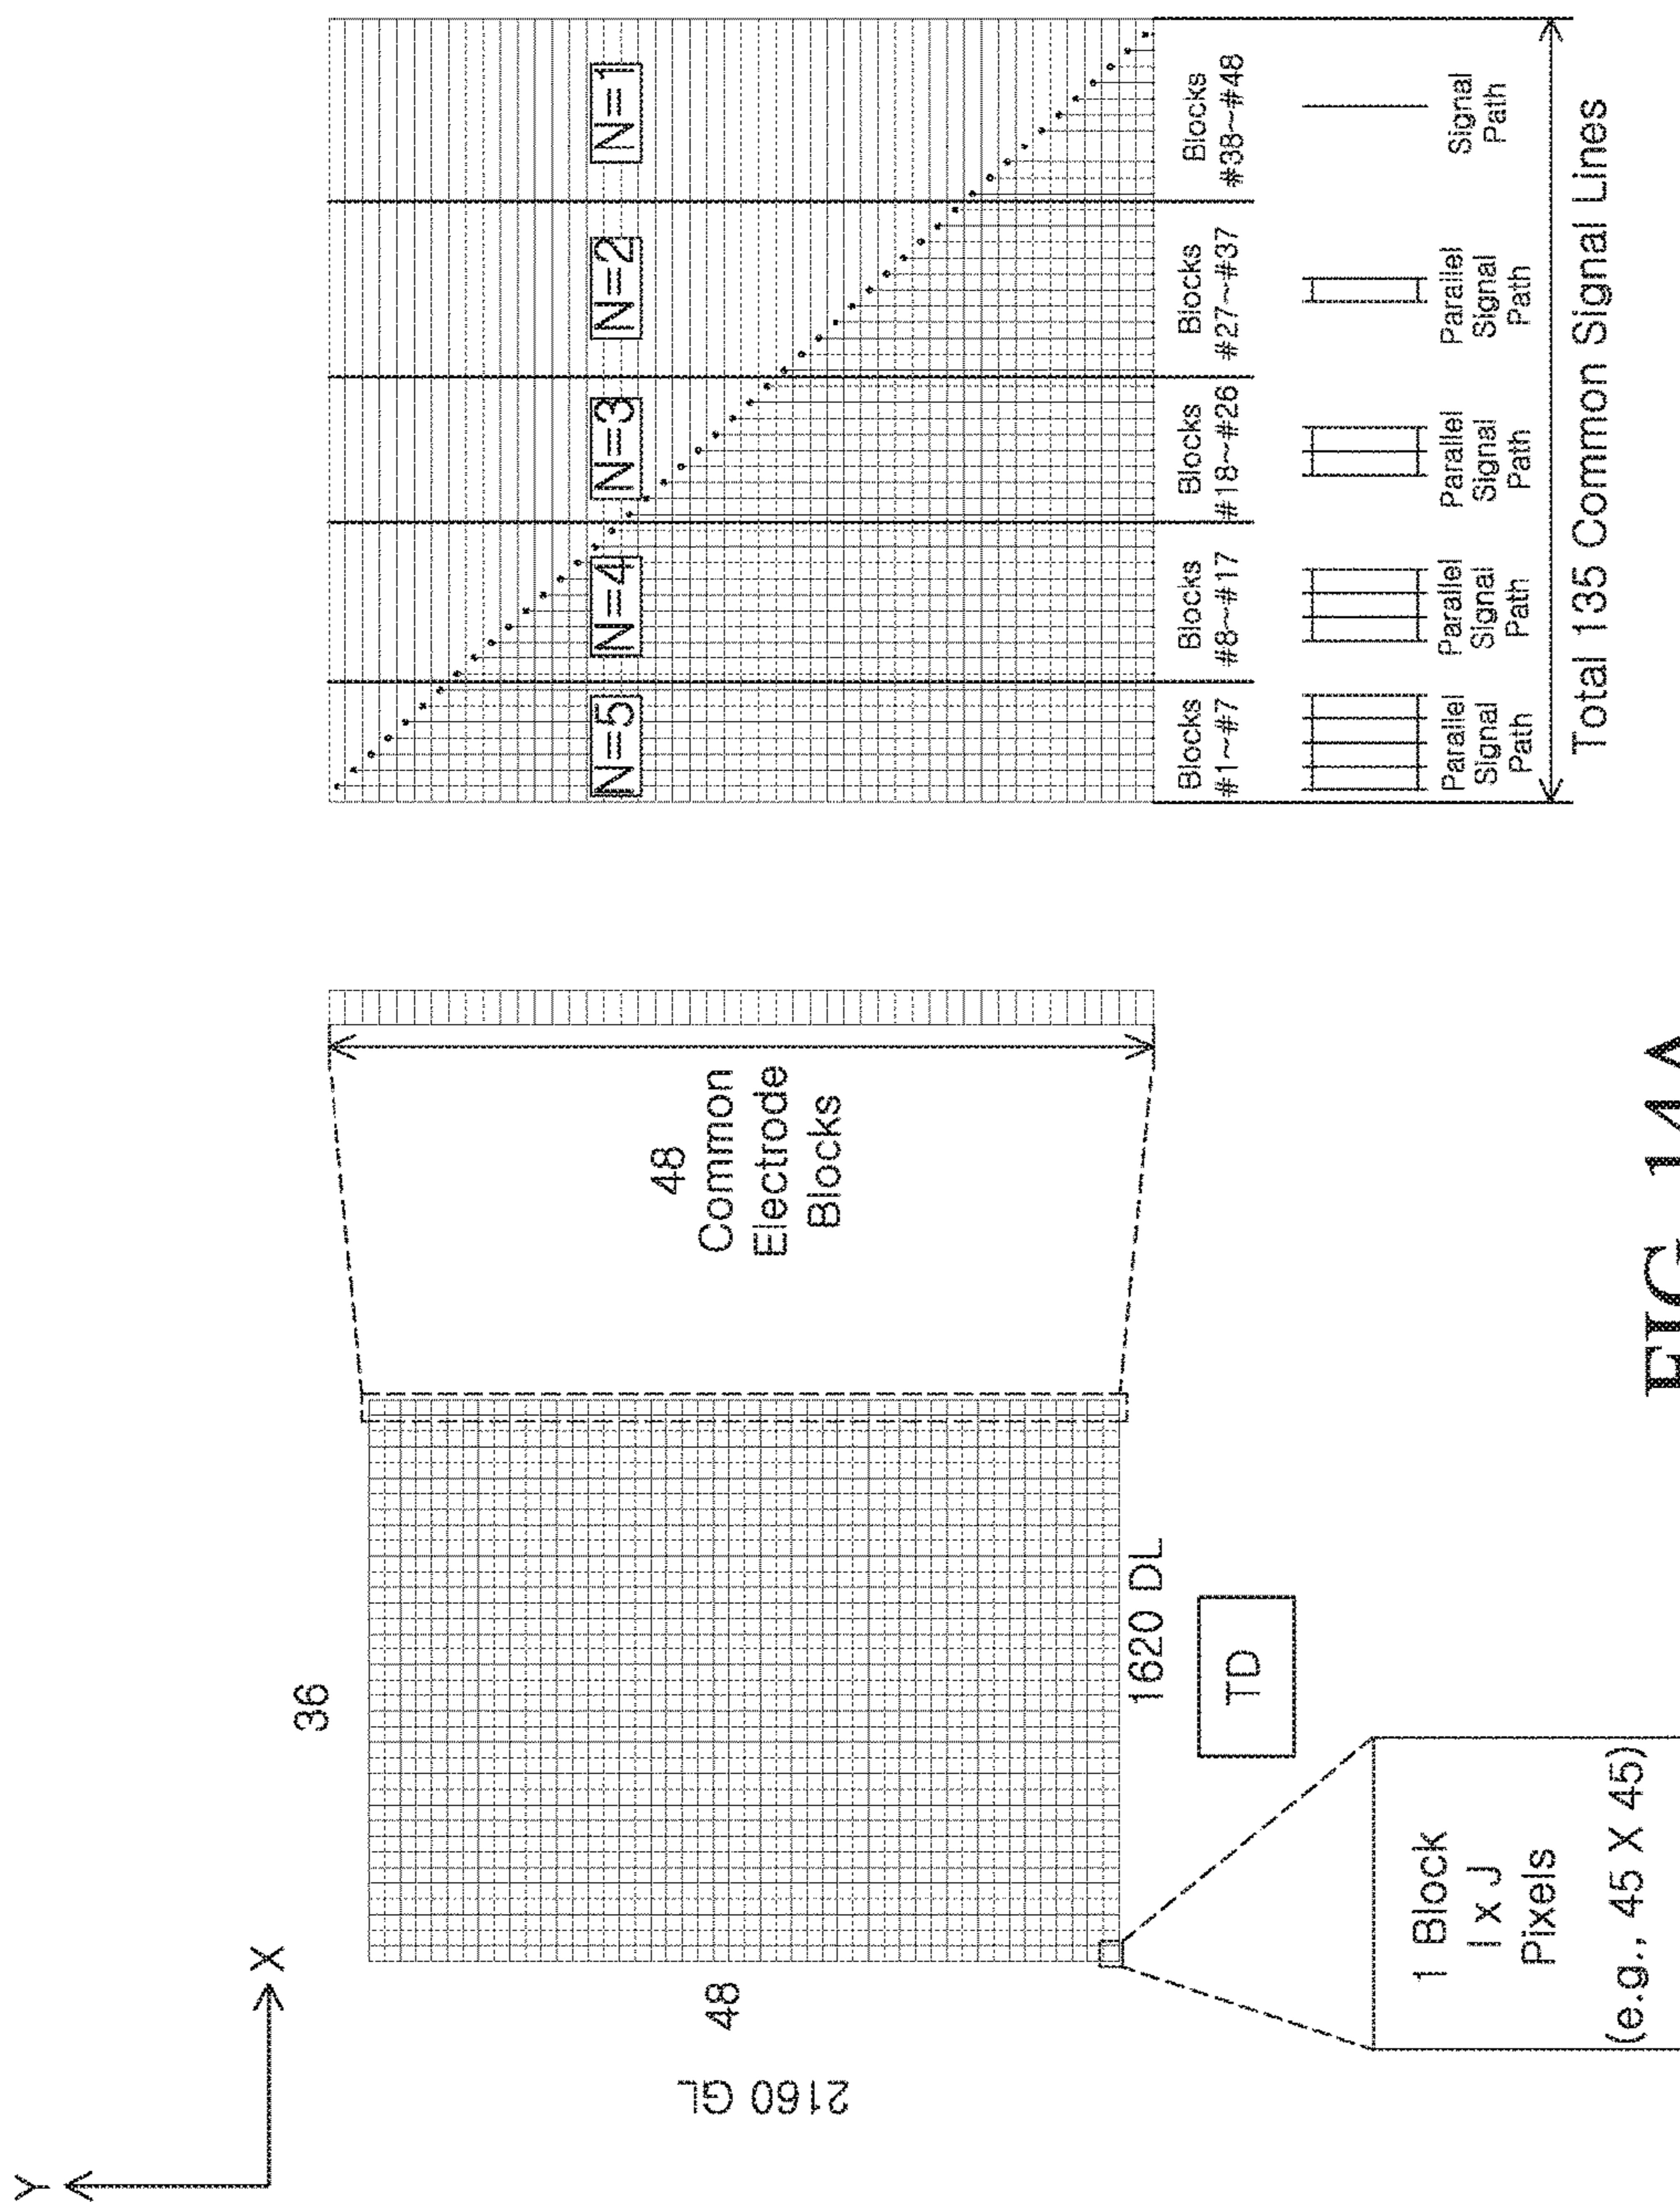 Y
X
36
48
2160 GL
1620 DL
TD
1 Block
I x J
Pixels
(e.g., 45 X 45)
48
Common
Electrode
Blocks
N=5
N=4
N=3
N=2
N=1
Blocks
#1~#7
Blocks
#8~#17
Blocks
#18~#26
Blocks
#27~#37
Blocks
#38~#48
Parallel
Signal
Path
Parallel
Signal
Path
Parallel
Signal
Path
Parallel
Signal
Path
Signal
Path
Total 135 Common Signal Lines
FIG. 14A